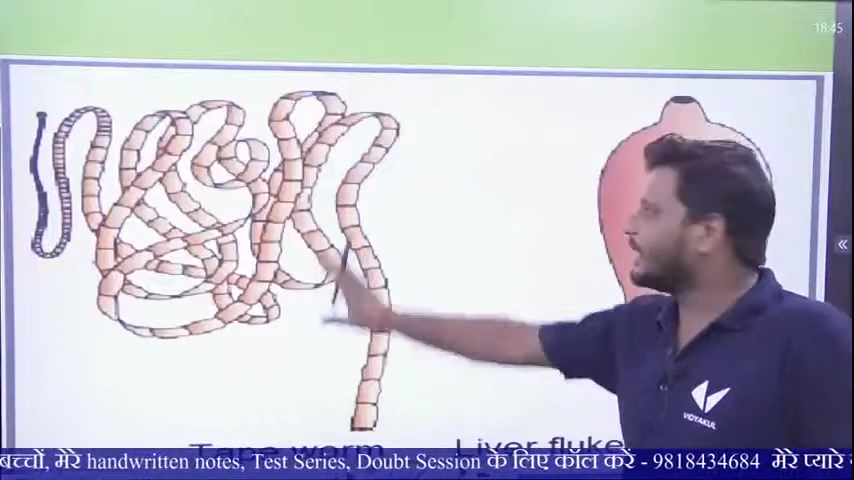 18:45
VIDYAKUL
Tape worm
Liver fluke
बच्चों, मेरे handwritten notes, Test Series, Doubt Session के लिए कॉल करें - 9818434684 मेरे प्यारे